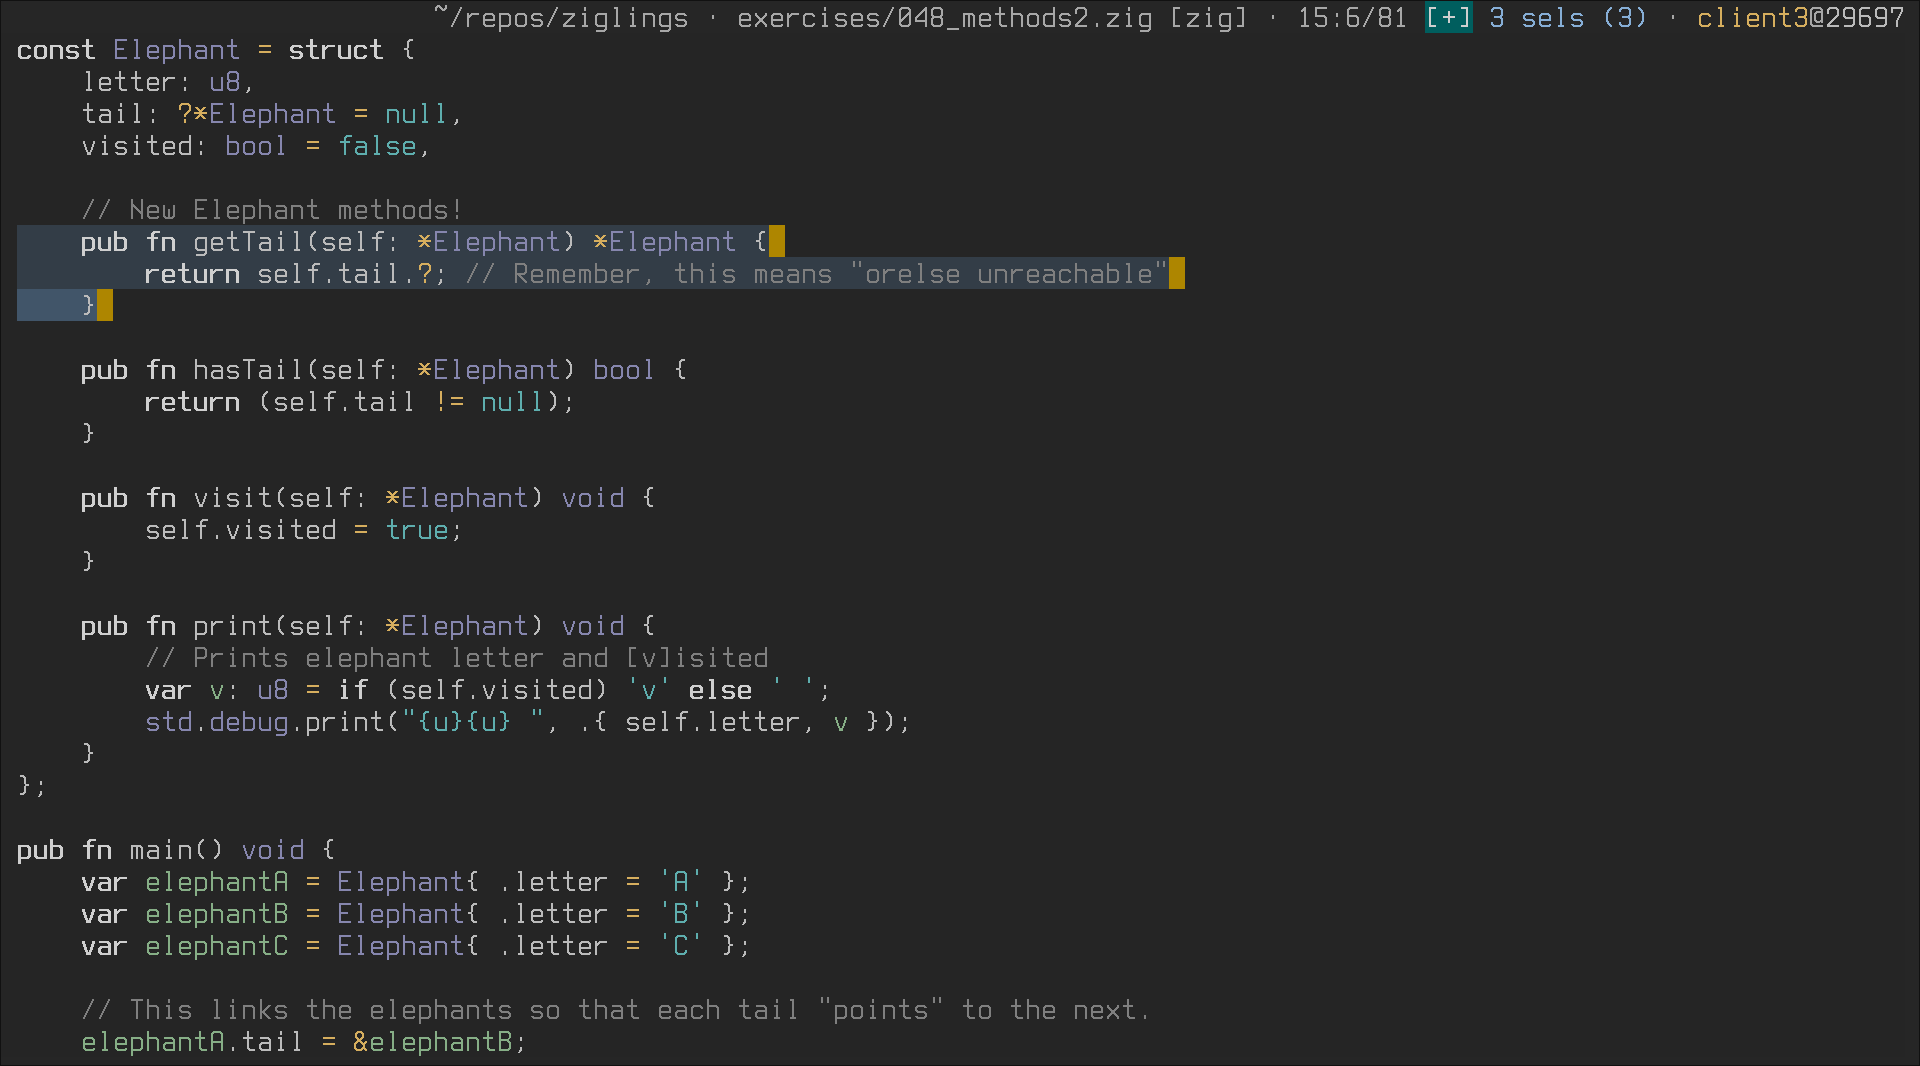 ~/repos/ziglings · exercises/048_methods2.zig [zig] · 15:6/81 [+] 3 sels (3) · client3@29697
const Elephant = struct {
    letter: u8,
    tail: ?*Elephant = null,
    visited: bool = false,

    // New Elephant methods!
    pub fn getTail(self: *Elephant) *Elephant {
        return self.tail.?; // Remember, this means "orelse unreachable"
    }

    pub fn hasTail(self: *Elephant) bool {
        return (self.tail != null);
    }

    pub fn visit(self: *Elephant) void {
        self.visited = true;
    }

    pub fn print(self: *Elephant) void {
        // Prints elephant letter and [v]isited
        var v: u8 = if (self.visited) 'v' else ' ';
        std.debug.print("{u}{u} ", .{ self.letter, v });
    }
};

pub fn main() void {
    var elephantA = Elephant{ .letter = 'A' };
    var elephantB = Elephant{ .letter = 'B' };
    var elephantC = Elephant{ .letter = 'C' };

    // This links the elephants so that each tail "points" to the next.
    elephantA.tail = &elephantB;